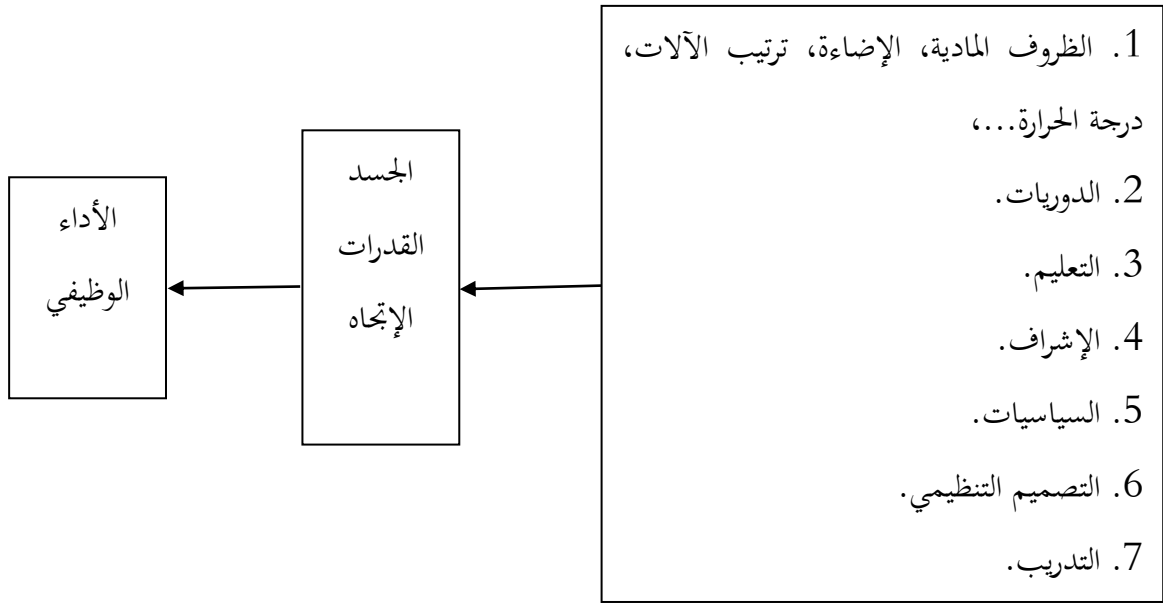 1. الظروف المادية، الإضاءة، ترتيب الآلات،
درجة الحرارة...،
2. الدوريات.
3. التعليم.
4. الإشراف.
5. السياسيات.
6. التصميم التنظيمي.
7. التدريب.
الجسد
القدرات
الإتجاه
الأداء
الوظيفي